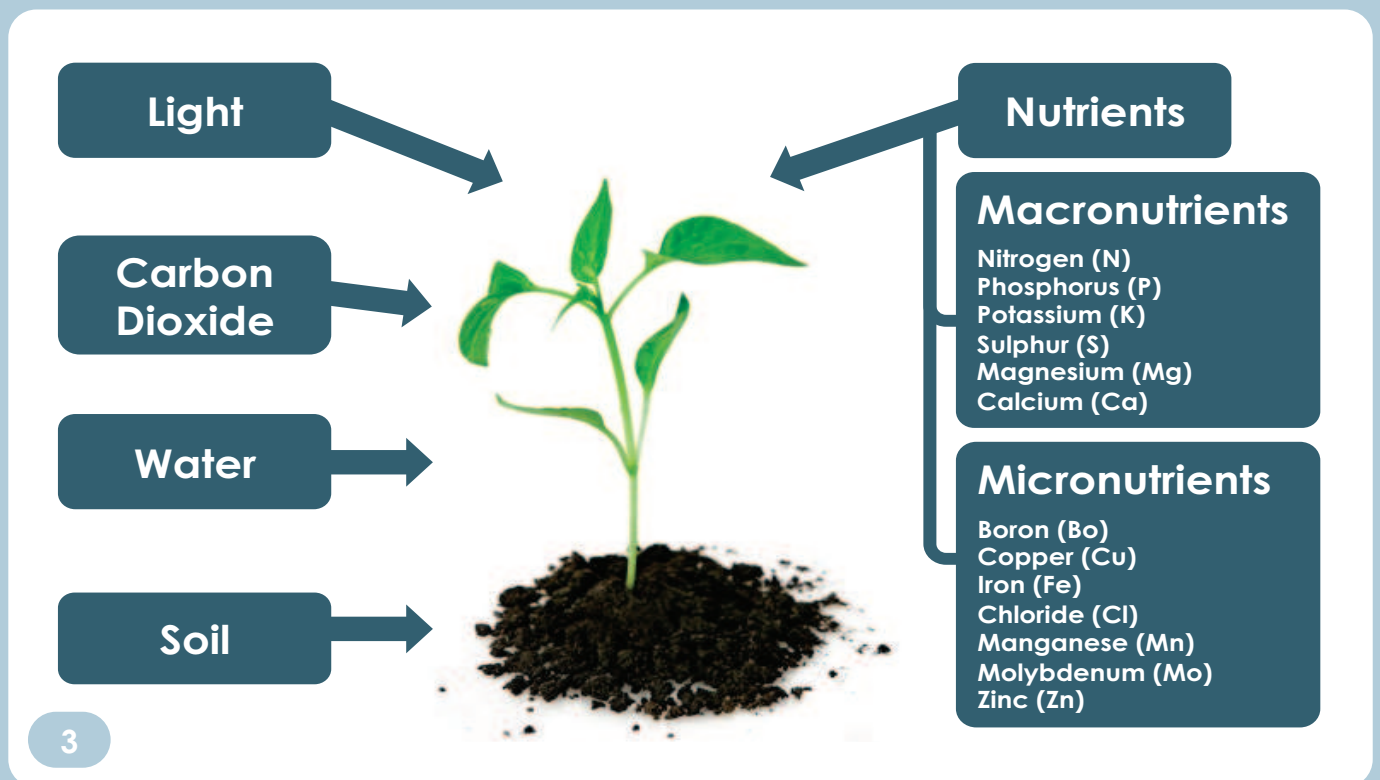 Light
Carbon
Dioxide
Water
Soil
Nutrients
Macronutrients
Nitrogen (N)
Phosphorus (P)
Potassium (K)
Sulphur (S)
Magnesium (Mg)
Calcium (Ca)
Micronutrients
Boron (Bo)
Copper (Cu)
Iron (Fe)
Chloride (Cl)
Manganese (Mn)
Molybdenum (Mo)
Zinc (Zn)
3